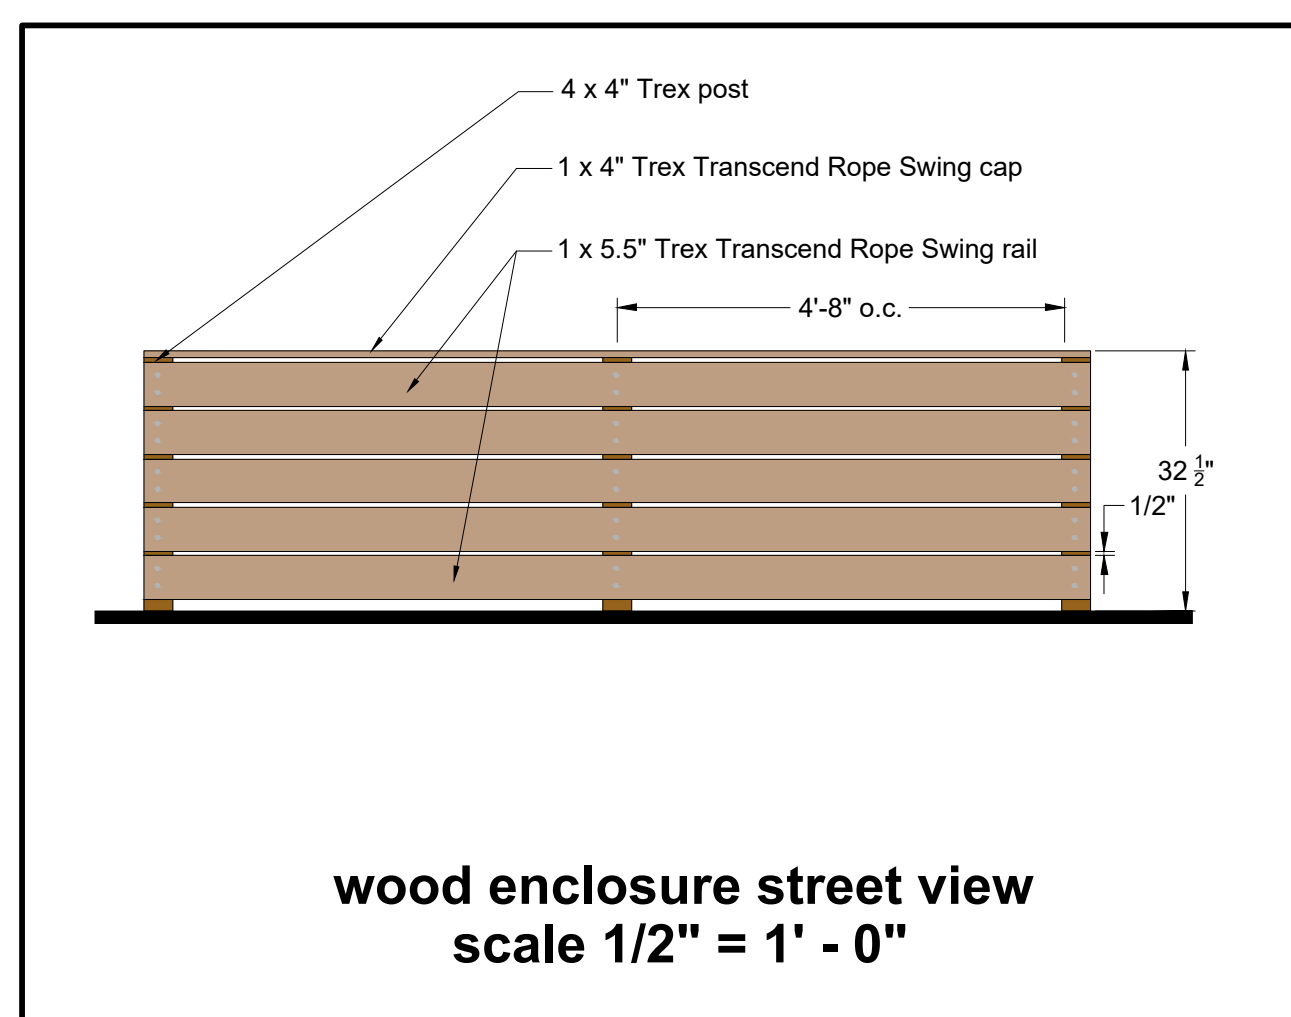 4 x 4" Trex post
1 x 4" Trex Transcend Rope Swing cap
1 x 5.5" Trex Transcend Rope Swing rail
4'-8" o.c.
32 1/2"
1/2"
wood enclosure street view
scale 1/2" = 1' - 0"